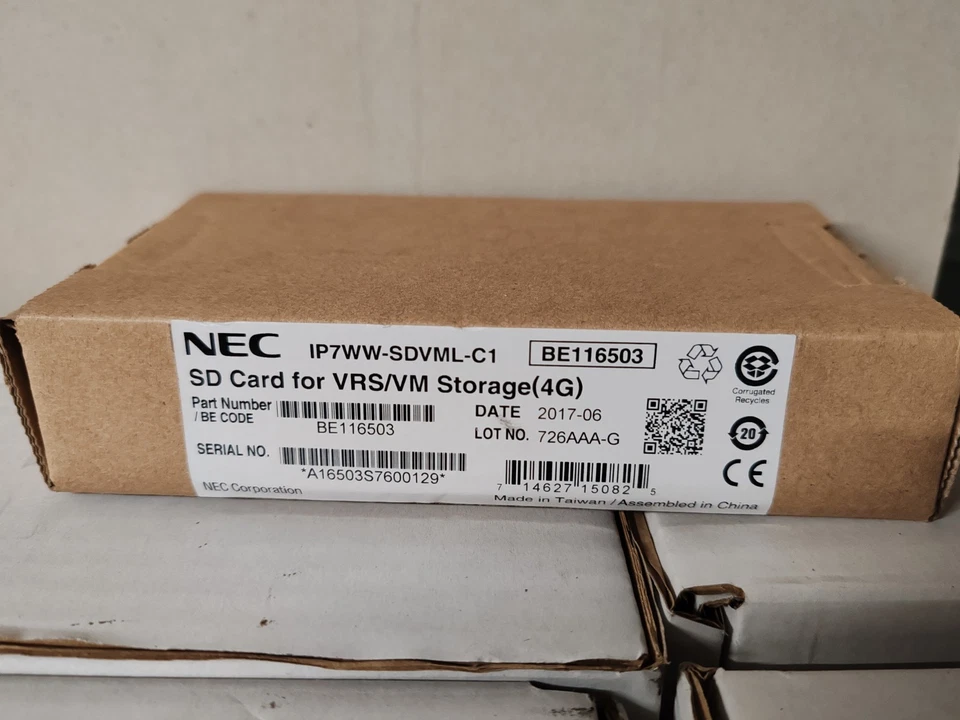 NEC IP7WW-SDVML-C1 BE116503
SD Card for VRS/VM Storage(4G)
Part Number
/ BE CODE
BE116503
DATE 2017-06
LOT NO. 726AAA-G
Corrugated
Recycles
20
SERIAL NO.
*A16503S7600129*
7 14627 15082 5
CE
NEC Corporation
Made in Taiwan / Assembled in China